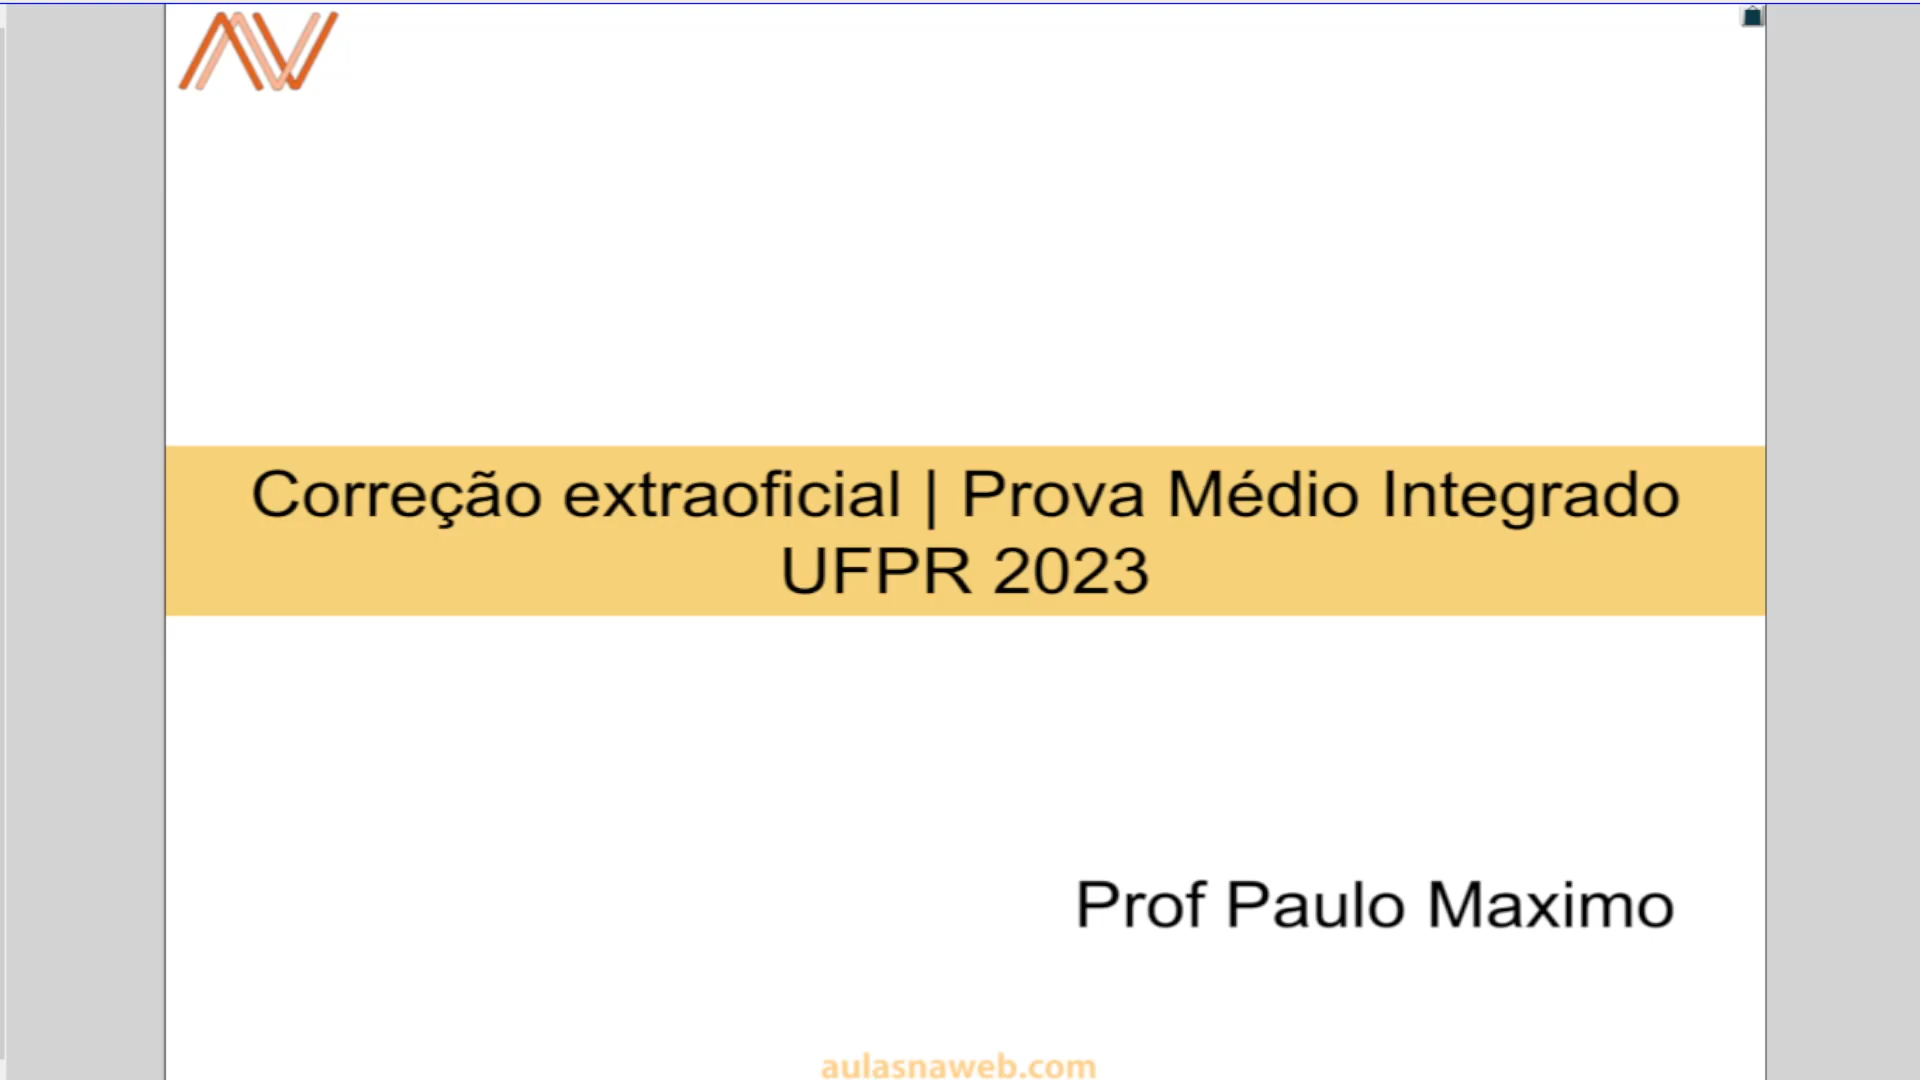 Correção extraoficial | Prova Médio Integrado
UFPR 2023
Prof Paulo Maximo
aulasnaweb.com